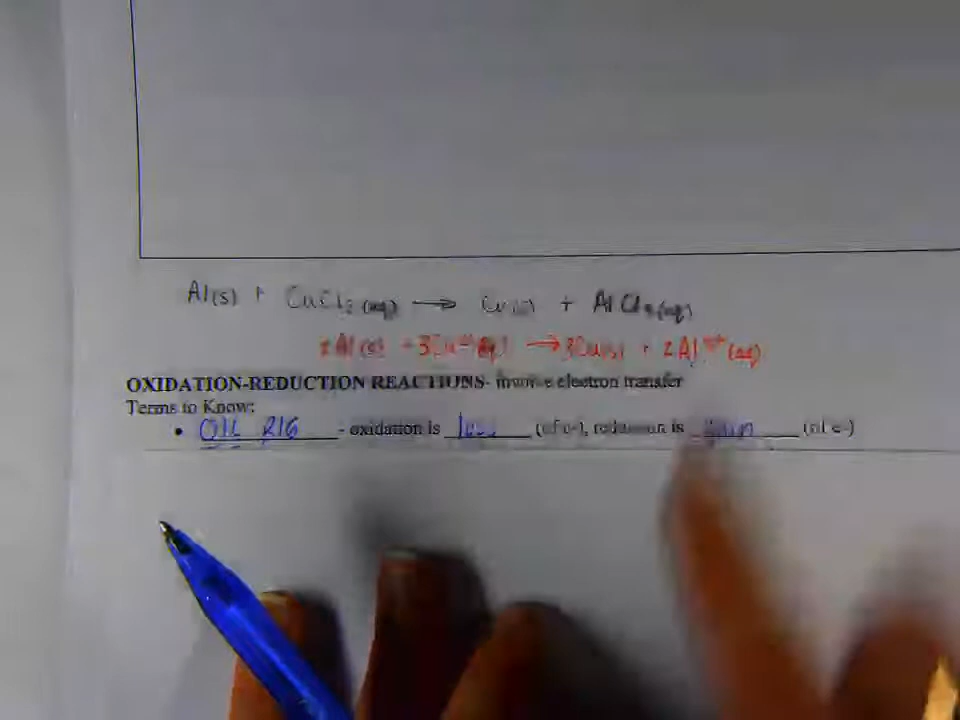 Al(s) + CuCl₂ (aq) → Cu(s) + AlCl₃ (aq)
2Al(s) + 3Cu²⁺(aq) → 3Cu(s) + 2Al³⁺(aq)
OXIDATION-REDUCTION REACTIONS- involve electron transfer
Terms to Know:
• OIL RIG - oxidation is loss (of e-), reduction is gain (of e-)